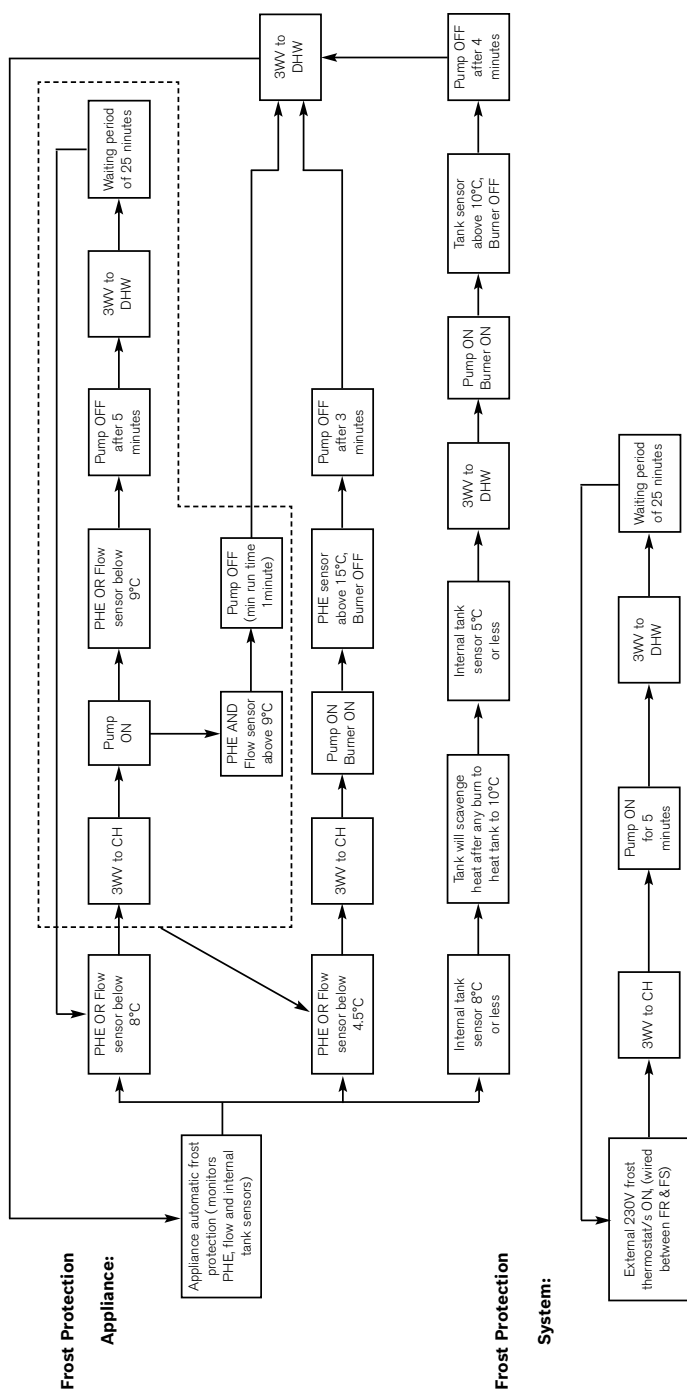 Frost Protection
Appliance:
Appliance automatic frost
protection ( monitors
PHE, flow and internal
tank sensors)
PHE OR Flow
sensor below
8°C
3WV to CH
Pump
ON
PHE OR Flow
sensor below
9°C
Pump OFF
after 5
minutes
3WV to
DHW
Waiting period
of 25 ninutes
PHE AND
Flow sensor
above 9°C
Pump OFF
(min run time
1minute)
3WV to
DHW
PHE OR Flow
sensor below
4.5°C
3WV to CH
Pump ON
Burner ON
PHE sensor
above 15°C,
Burner OFF
Pump OFF
after 3
minutes
Internal tank
sensor 8°C
or less
Tank will scavenge
heat after any burn to
heat tank to 10°C
Internal tank
sensor 5°C
or less
3WV to
DHW
Pump ON
Burner ON
Tank sensor
above 10°C,
Burner OFF
Pump OFF
after 4
minutes
Frost Protection
System:
External 230V frost
thermostat/s ON, (wired
between FR & FS)
3WV to CH
Pump ON
for 5
minutes
3WV to
DHW
Waiting period
of 25 ninutes